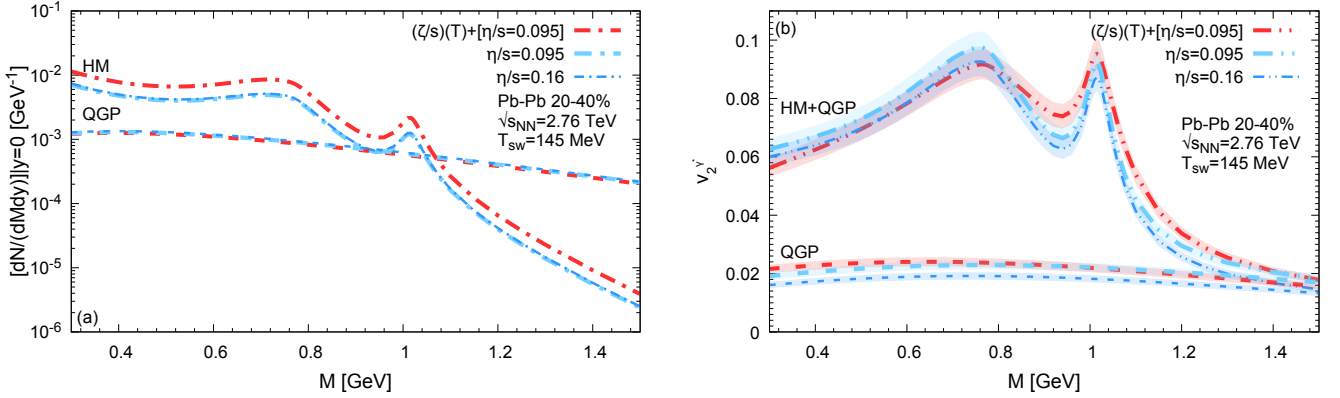 10⁻¹
10⁻²
10⁻³
10⁻⁴
10⁻⁵
10⁻⁶
[dN/(dMdy)]|y=0 [GeV⁻¹]
HM
QGP
(ζ/s)(T)+[η/s=0.095]
η/s=0.095
η/s=0.16
Pb-Pb 20-40%
√sNN=2.76 TeV
Tsw=145 MeV
(a)
0.4 0.6 0.8 1 1.2 1.4
M [GeV]
(b)
0.1
0.08
0.06
0.04
0.02
0
v₂^γ*
HM+QGP
QGP
(ζ/s)(T)+[η/s=0.095]
η/s=0.095
η/s=0.16
Pb-Pb 20-40%
√sNN=2.76 TeV
Tsw=145 MeV
0.4 0.6 0.8 1 1.2 1.4
M [GeV]